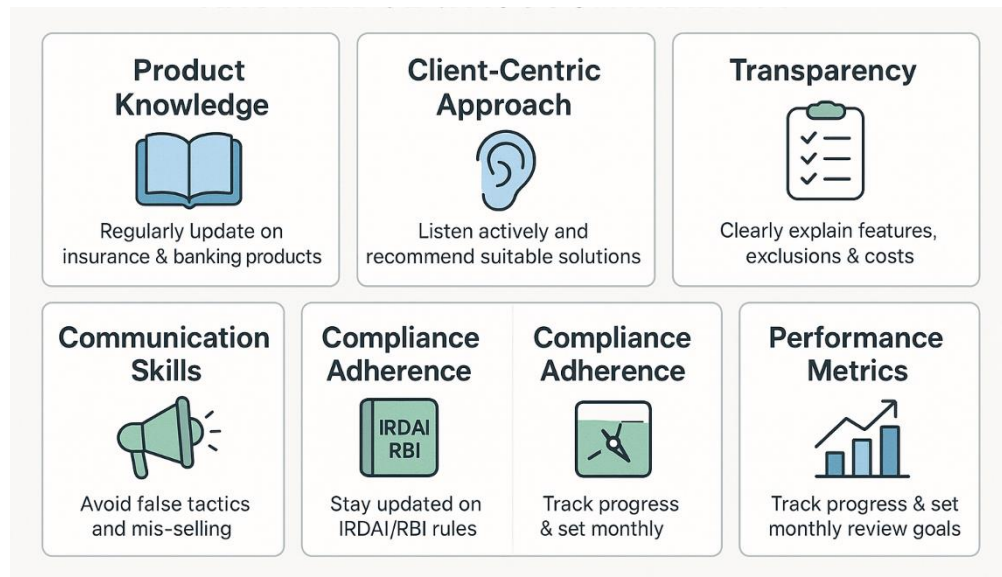 Product
Knowledge
Regularly Update on
insurance & banking products
Client-Centric
Approach
Listen actively and
recommend suitable solutions
Transparency
Clearly explain features,
exclusions & costs
Communication
Skills
Avoid false tactics
and mis-selling
Compliance
Adherence
IRDAI
RBI
Stay updated on
IRDAI/RBI rules
Compliance
Adherence
Track progress
& set monthly
Performance
Metrics
Track progress & set
monthly review goals